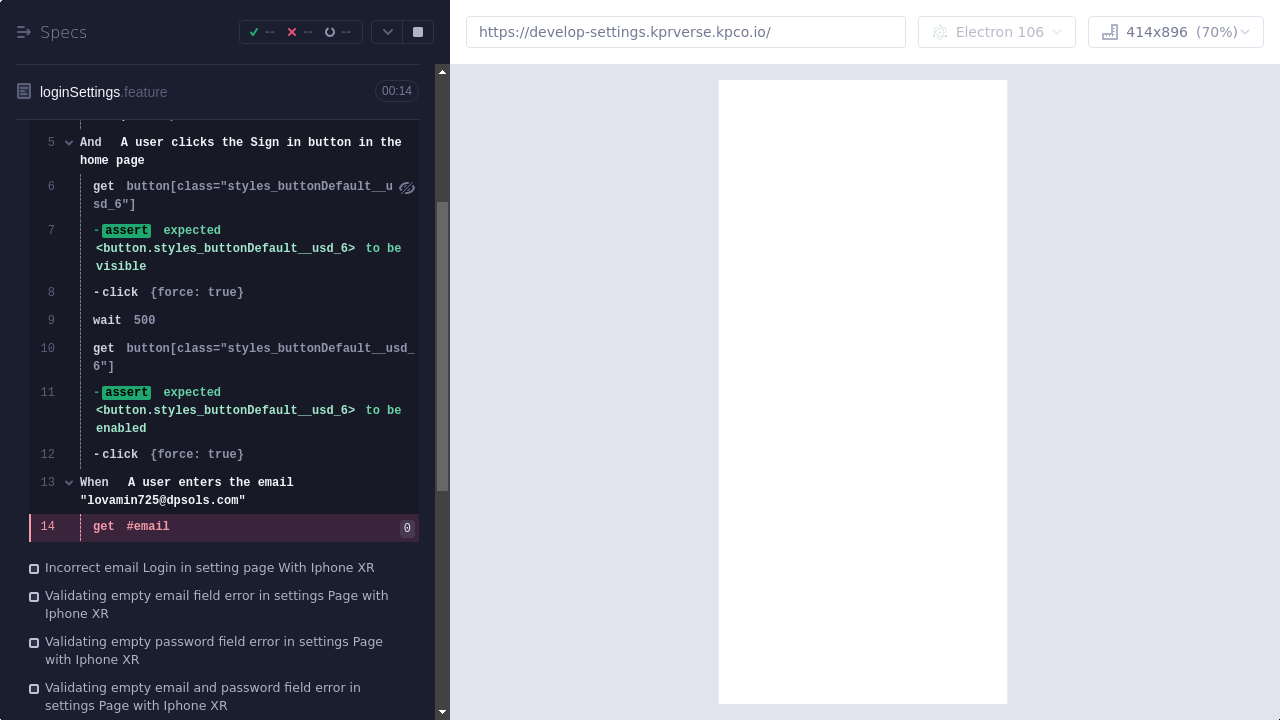 Specs
--
--
--
https://develop-settings.kprverse.kpco.io/
Electron 106
414x896 (70%)
loginSettings.feature
00:14
5 And A user clicks the Sign in button in the
home page
6 get button[class="styles_buttonDefault__u
sd_6"]
7 -assert expected
<button.styles_buttonDefault__usd_6> to be
visible
8 -click {force: true}
9 wait 500
10 get button[class="styles_buttonDefault__usd_
6"]
11 -assert expected
<button.styles_buttonDefault__usd_6> to be
enabled
12 -click {force: true}
13 When A user enters the email
"lovamin725@dpsols.com"
14 get #email 0
Incorrect email Login in setting page With Iphone XR
Validating empty email field error in settings Page with
Iphone XR
Validating empty password field error in settings Page
with Iphone XR
Validating empty email and password field error in
settings Page with Iphone XR